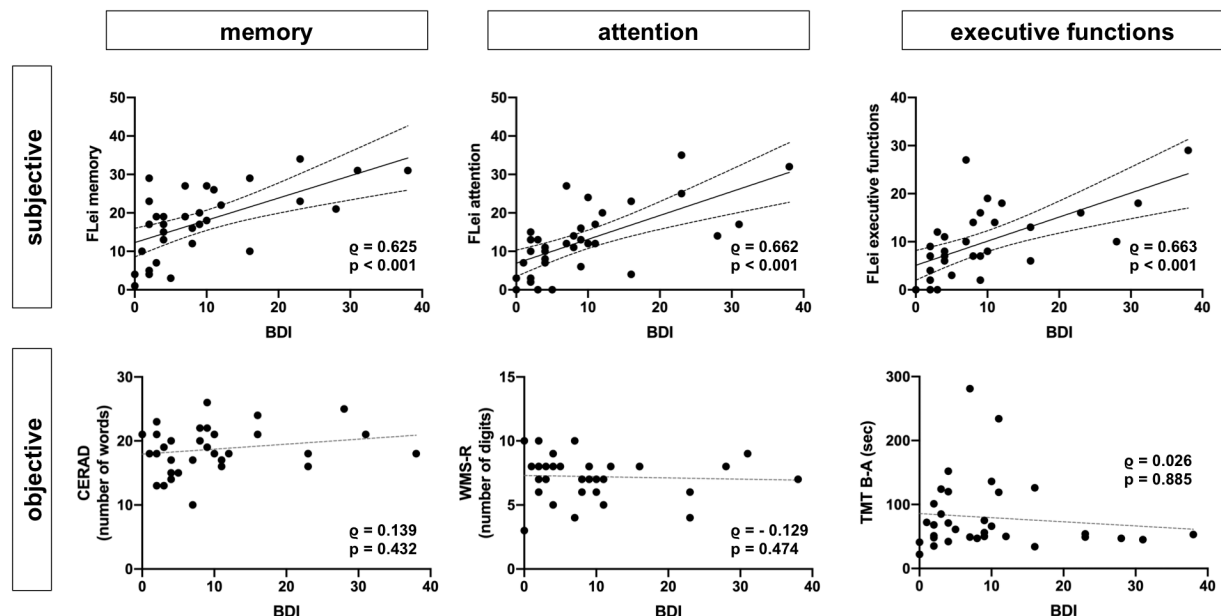 memory
attention
executive functions
subjective
FLei memory
50
40
30
20
10
0
0 10 20 30 40
BDI
ϱ = 0.625
p < 0.001
FLei attention
50
40
30
20
10
0
0 10 20 30 40
BDI
ϱ = 0.662
p < 0.001
FLei executive functions
40
30
20
10
0
0 10 20 30 40
BDI
ϱ = 0.663
p < 0.001
objective
CERAD
(number of words)
30
20
10
0
0 10 20 30 40
BDI
ϱ = 0.139
p = 0.432
WMS-R
(number of digits)
15
10
5
0
0 10 20 30 40
BDI
ϱ = - 0.129
p = 0.474
TMT B-A (sec)
300
200
100
0
0 10 20 30 40
BDI
ϱ = 0.026
p = 0.885